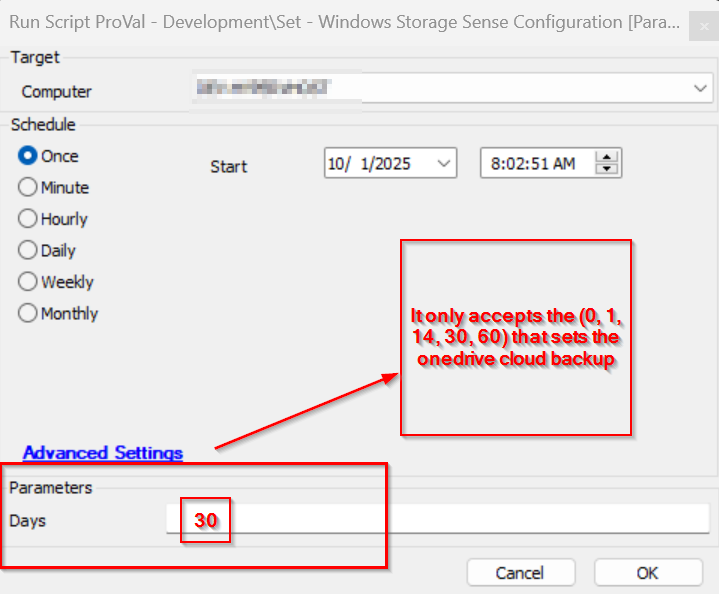 Run Script ProVal - Development\Set - Windows Storage Sense Configuration [Para...
Target
Computer
Schedule
Once
Start
10/ 1/2025
8:02:51 AM
Minute
Hourly
Daily
Weekly
Monthly
It only accepts the (0, 1,
14, 30, 60) that sets the
onedrive cloud backup
Advanced Settings
Parameters
Days
30
Cancel
OK